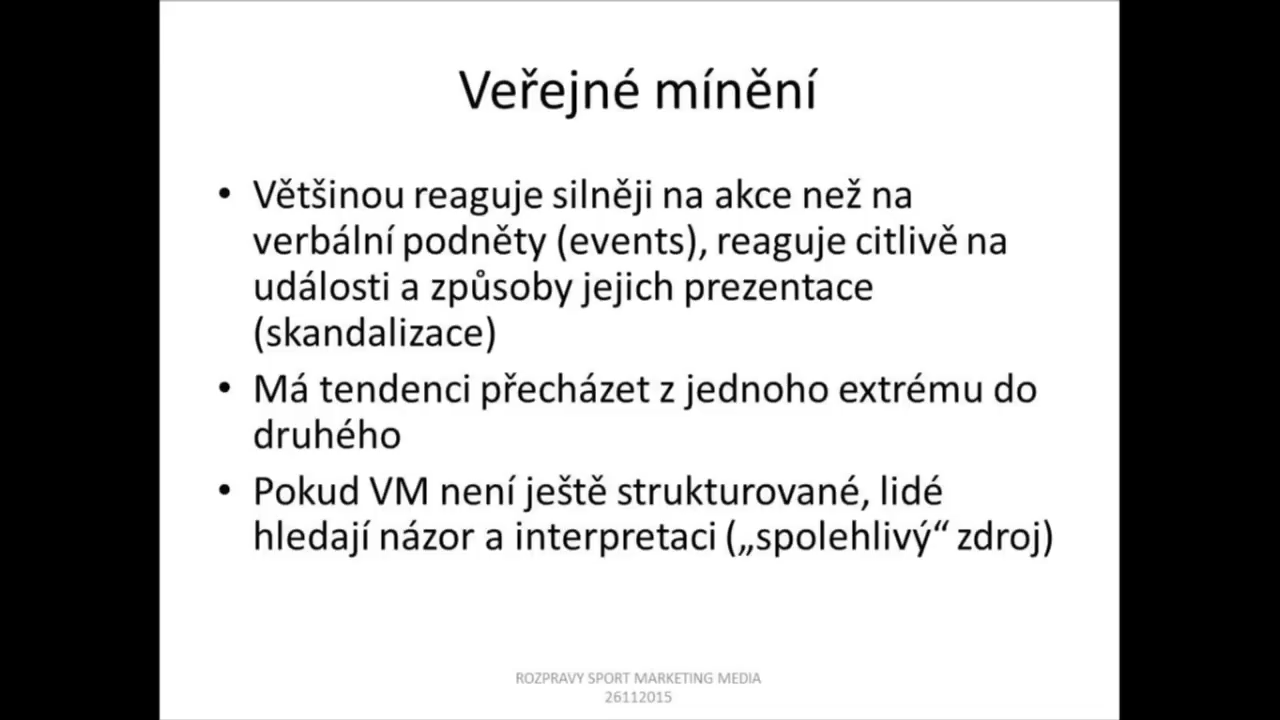 Veřejné mínění
• Většinou reaguje silněji na akce než na
verbální podněty (events), reaguje citlivě na
události a způsoby jejich prezentace
(skandalizace)
• Má tendenci přecházet z jednoho extrému do
druhého
• Pokud VM není ještě strukturované, lidé
hledají názor a interpretaci („spolehlivý“ zdroj)
ROZPRAVY SPORT MARKETING MEDIA
26112015